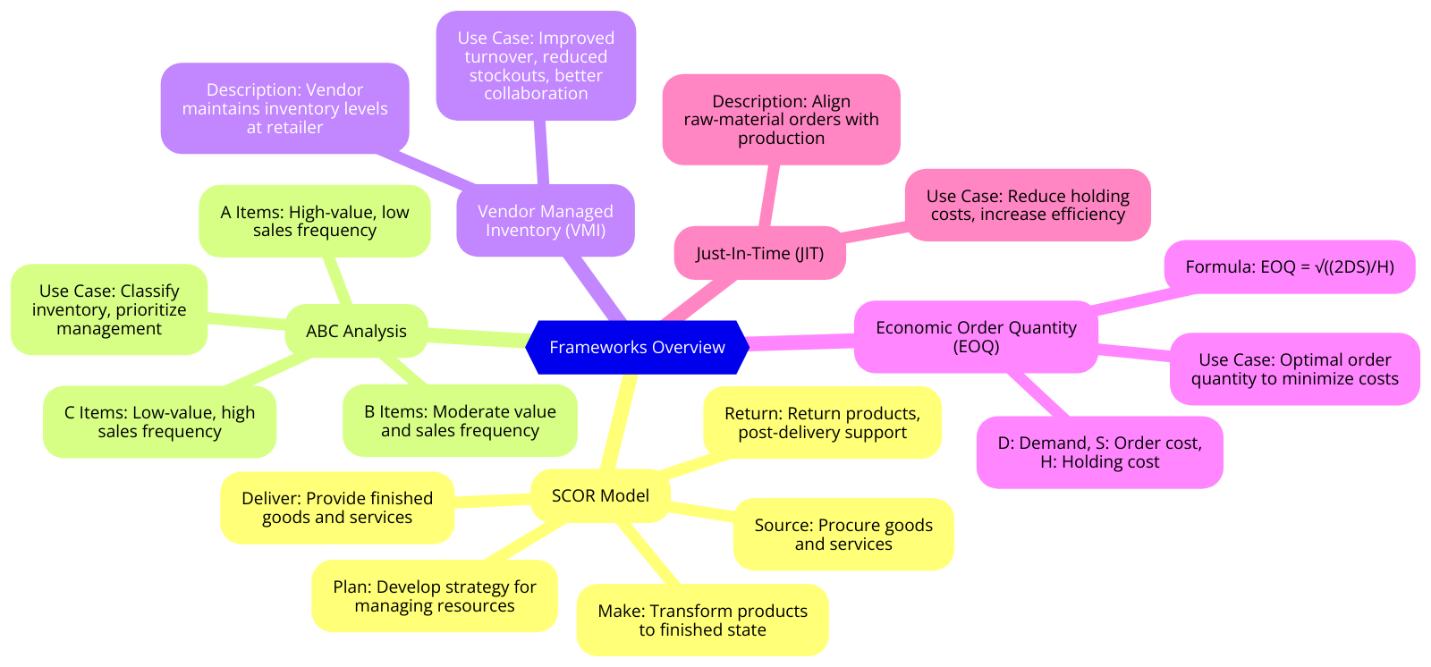 Frameworks Overview
Vendor Managed
Inventory (VMI)
Description: Vendor
maintains inventory levels
at retailer
Use Case: Improved
turnover, reduced
stockouts, better
collaboration
Just-In-Time (JIT)
Description: Align
raw-material orders with
production
Use Case: Reduce holding
costs, increase efficiency
Economic Order Quantity
(EOQ)
Formula: EOQ = √((2DS)/H)
Use Case: Optimal order
quantity to minimize costs
D: Demand, S: Order cost,
H: Holding cost
ABC Analysis
A Items: High-value, low
sales frequency
Use Case: Classify
inventory, prioritize
management
C Items: Low-value, high
sales frequency
B Items: Moderate value
and sales frequency
SCOR Model
Return: Return products,
post-delivery support
Deliver: Provide finished
goods and services
Source: Procure goods
and services
Plan: Develop strategy for
managing resources
Make: Transform products
to finished state